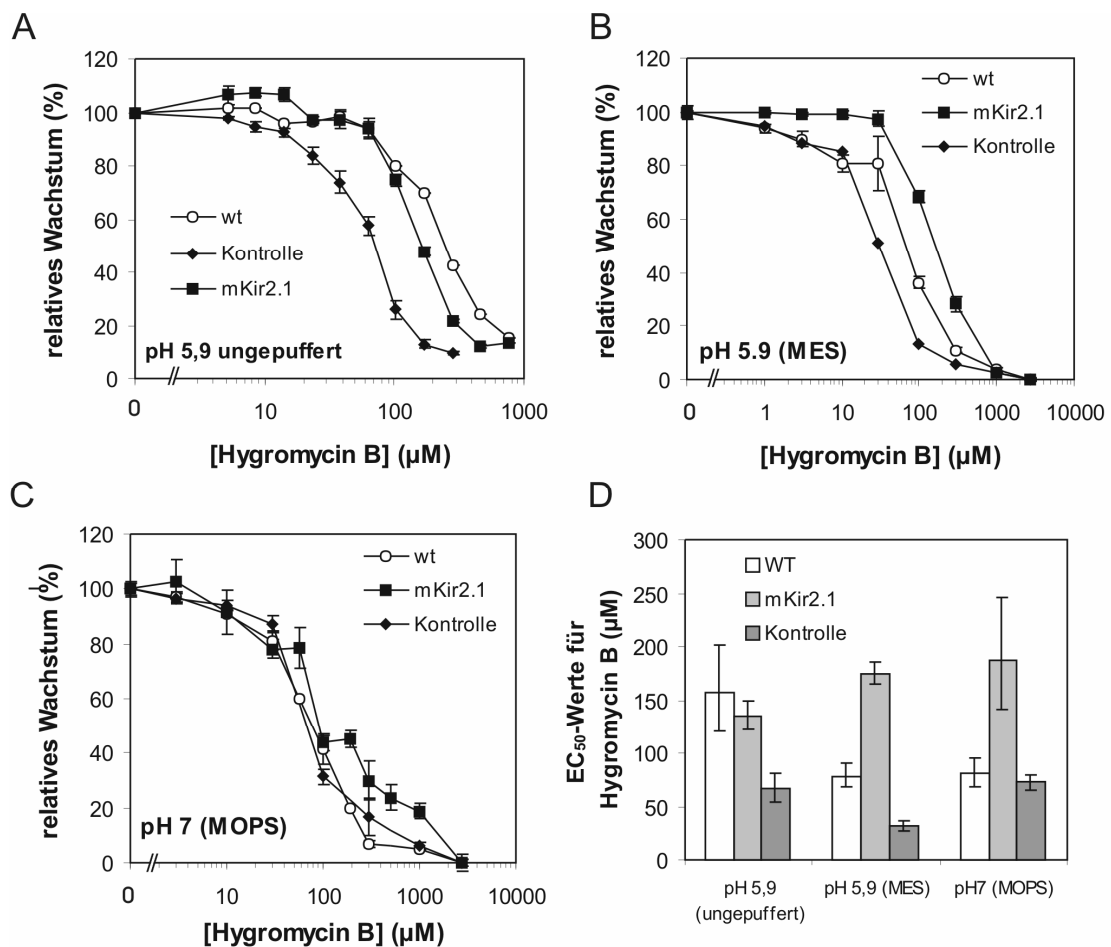 A
120
100
80
60
40
20
0
relatives Wachstum (%)
wt
Kontrolle
mKir2.1
pH 5,9 ungepuffert
0
10
100
1000
[Hygromycin B] (µM)
B
120
100
80
60
40
20
0
relatives Wachstum (%)
wt
mKir2.1
Kontrolle
pH 5.9 (MES)
0
1
10
100
1000
10000
[Hygromycin B] (µM)
C
120
100
80
60
40
20
0
relatives Wachstum (%)
wt
mKir2.1
Kontrolle
pH 7 (MOPS)
0
10
100
1000
10000
[Hygromycin B] (µM)
D
300
250
200
150
100
50
0
EC₅₀-Werte für
Hygromycin B (µM)
WT
mKir2.1
Kontrolle
pH 5,9
(ungepuffert)
pH 5,9 (MES)
pH7 (MOPS)